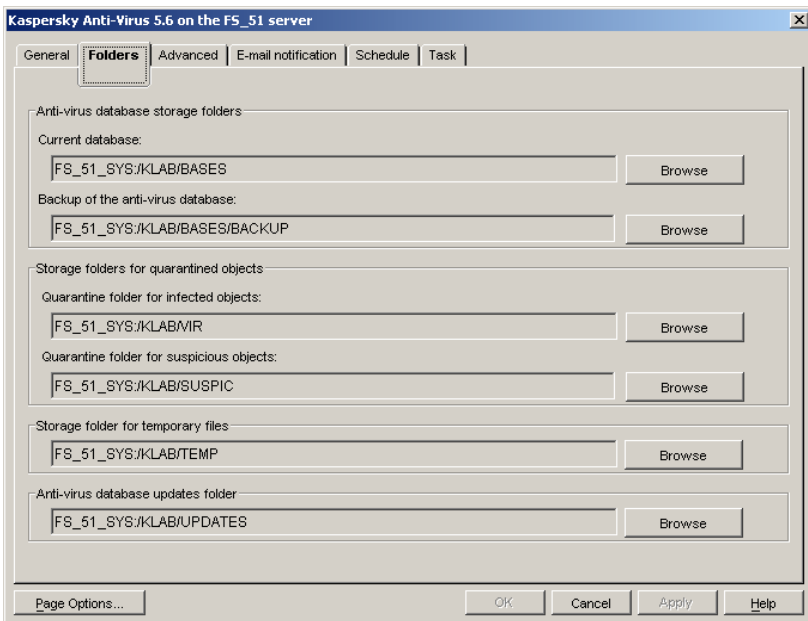 Kaspersky Anti-Virus 5.6 on the FS_51 server
General Folders Advanced E-mail notification Schedule Task
Anti-virus database storage folders
Current database:
FS_51_SYS:/KLAB/BASES Browse
Backup of the anti-virus database:
FS_51_SYS:/KLAB/BASES/BACKUP Browse
Storage folders for quarantined objects
Quarantine folder for infected objects:
FS_51_SYS:/KLAB/VIR Browse
Quarantine folder for suspicious objects:
FS_51_SYS:/KLAB/SUSPIC Browse
Storage folder for temporary files
FS_51_SYS:/KLAB/TEMP Browse
Anti-virus database updates folder
FS_51_SYS:/KLAB/UPDATES Browse
Page Options... OK Cancel Apply Help